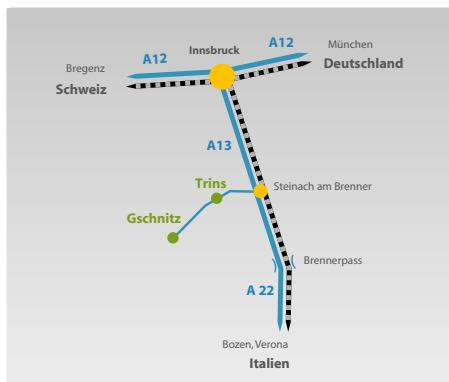 Innsbruck
A12
A12
München
Deutschland
Bregenz
Schweiz
A13
Trins
Steinach am Brenner
Gschnitz
Brennerpass
A 22
Bozen, Verona
Italien